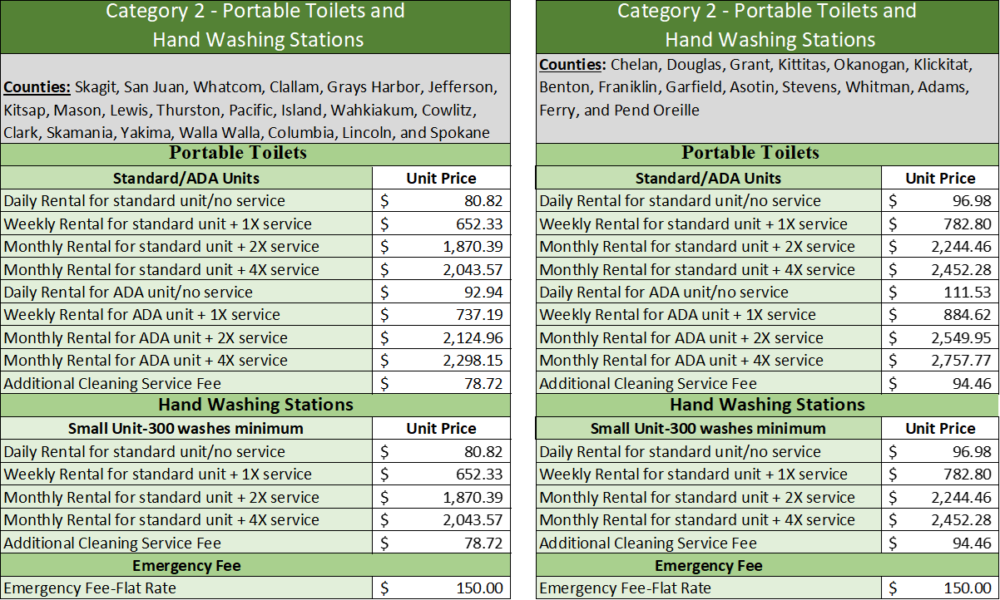 Category 2 - Portable Toilets and
Hand Washing Stations
Counties: Skagit, San Juan, Whatcom, Clallam, Grays Harbor, Jefferson,
Kitsap, Mason, Lewis, Thurston, Pacific, Island, Wahkiakum, Cowlitz,
Clark, Skamania, Yakima, Walla Walla, Columbia, Lincoln, and Spokane
Portable Toilets
Standard/ADA Units Unit Price
Daily Rental for standard unit/no service $ 80.82
Weekly Rental for standard unit + 1X service $ 652.33
Monthly Rental for standard unit + 2X service $ 1,870.39
Monthly Rental for standard unit + 4X service $ 2,043.57
Daily Rental for ADA unit/no service $ 92.94
Weekly Rental for ADA unit + 1X service $ 737.19
Monthly Rental for ADA unit + 2X service $ 2,124.96
Monthly Rental for ADA unit + 4X service $ 2,298.15
Additional Cleaning Service Fee $ 78.72
Hand Washing Stations
Small Unit-300 washes minimum Unit Price
Daily Rental for standard unit/no service $ 80.82
Weekly Rental for standard unit + 1X service $ 652.33
Monthly Rental for standard unit + 2X service $ 1,870.39
Monthly Rental for standard unit + 4X service $ 2,043.57
Additional Cleaning Service Fee $ 78.72
Emergency Fee
Emergency Fee-Flat Rate $ 150.00
Category 2 - Portable Toilets and
Hand Washing Stations
Counties: Chelan, Douglas, Grant, Kittitas, Okanogan, Klickitat,
Benton, Franiklin, Garfield, Asotin, Stevens, Whitman, Adams,
Ferry, and Pend Oreille
Portable Toilets
Standard/ADA Units Unit Price
Daily Rental for standard unit/no service $ 96.98
Weekly Rental for standard unit + 1X service $ 782.80
Monthly Rental for standard unit + 2X service $ 2,244.46
Monthly Rental for standard unit + 4X service $ 2,452.28
Daily Rental for ADA unit/no service $ 111.53
Weekly Rental for ADA unit + 1X service $ 884.62
Monthly Rental for ADA unit + 2X service $ 2,549.95
Monthly Rental for ADA unit + 4X service $ 2,757.77
Additional Cleaning Service Fee $ 94.46
Hand Washing Stations
Small Unit-300 washes minimum Unit Price
Daily Rental for standard unit/no service $ 96.98
Weekly Rental for standard unit + 1X service $ 782.80
Monthly Rental for standard unit + 2X service $ 2,244.46
Monthly Rental for standard unit + 4X service $ 2,452.28
Additional Cleaning Service Fee $ 94.46
Emergency Fee
Emergency Fee-Flat Rate $ 150.00